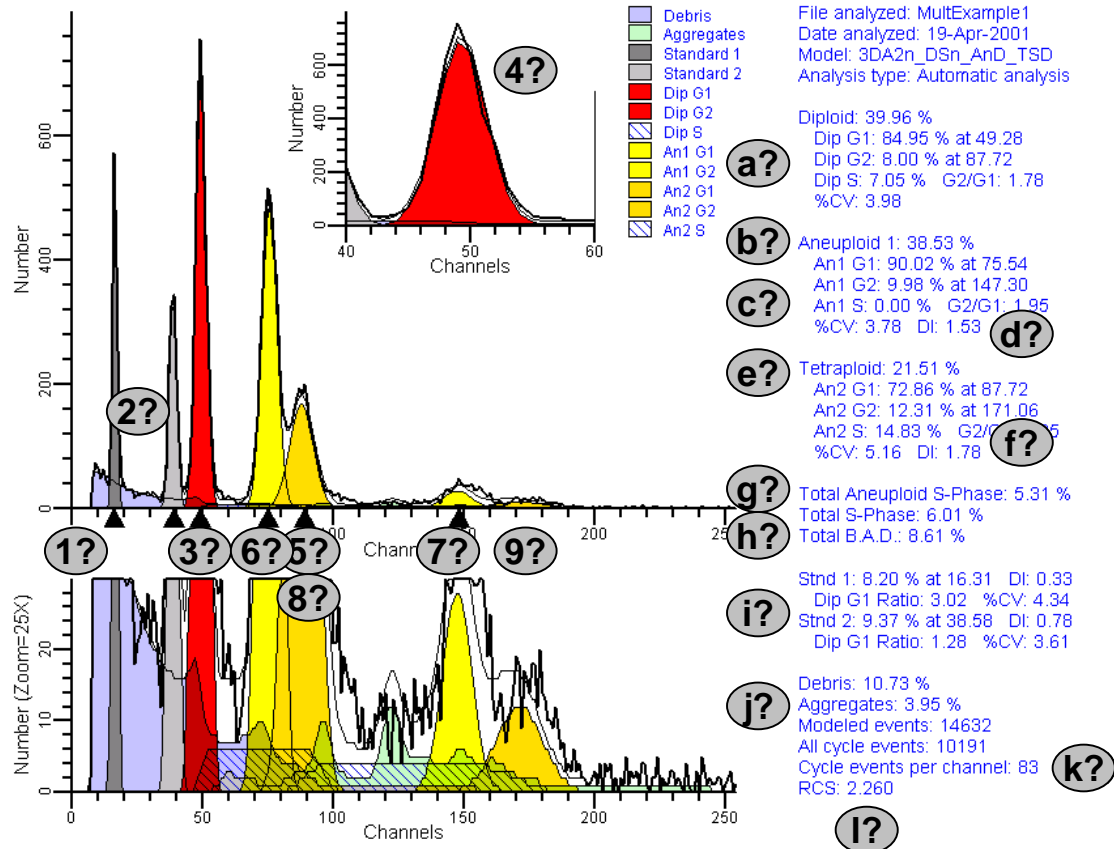 Number
600
400
200
0
2?
1?
3?
6?
5?
7?
9?
100
150
200
250
Channels
Number
600
400
200
0
40
50
60
Channels
4?
Debris
Aggregates
Standard 1
Standard 2
Dip G1
Dip G2
Dip S
An1 G1
An1 G2
An2 G1
An2 G2
An2 S
Number (Zoom=25X)
20
10
0
8?
0
50
100
150
200
250
Channels
File analyzed: MultExample1
Date analyzed: 19-Apr-2001
Model: 3DA2n_DSn_AnD_TSD
Analysis type: Automatic analysis
Diploid: 39.96 %
Dip G1: 84.95 % at 49.28
a?
Dip G2: 8.00 % at 87.72
Dip S: 7.05 % G2/G1: 1.78
%CV: 3.98
b?
Aneuploid 1: 38.53 %
An1 G1: 90.02 % at 75.54
An1 G2: 9.98 % at 147.30
c?
An1 S: 0.00 % G2/G1: 1.95
%CV: 3.78 DI: 1.53
d?
e?
Tetraploid: 21.51 %
An2 G1: 72.86 % at 87.72
An2 G2: 12.31 % at 171.06
An2 S: 14.83 %
%CV: 5.16 DI: 1.78
f?
g?
Total Aneuploid S-Phase: 5.31 %
Total S-Phase: 6.01 %
h?
Total B.A.D.: 8.61 %
Stnd 1: 8.20 % at 16.31 DI: 0.33
i?
Dip G1 Ratio: 3.02 %CV: 4.34
Stnd 2: 9.37 % at 38.58 DI: 0.78
Dip G1 Ratio: 1.28 %CV: 3.61
Debris: 10.73 %
j?
Aggregates: 3.95 %
Modeled events: 14632
All cycle events: 10191
Cycle events per channel: 83
k?
RCS: 2.260
l?